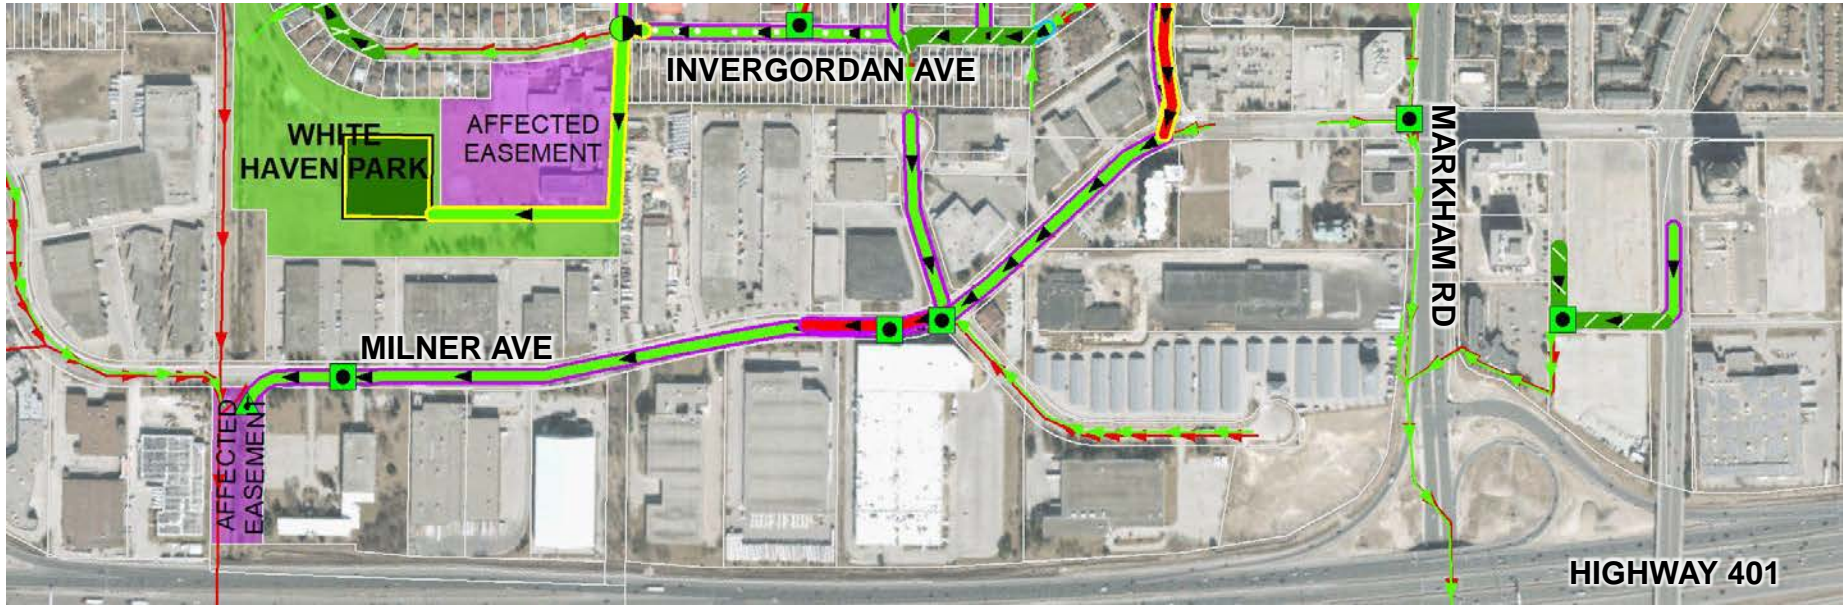 INVERGORDAN AVE
WHITE
HAVEN PARK
AFFECTED
EASEMENT
MARKHAM RD
MILNER AVE
AFFECTED
EASEMENT
HIGHWAY 401